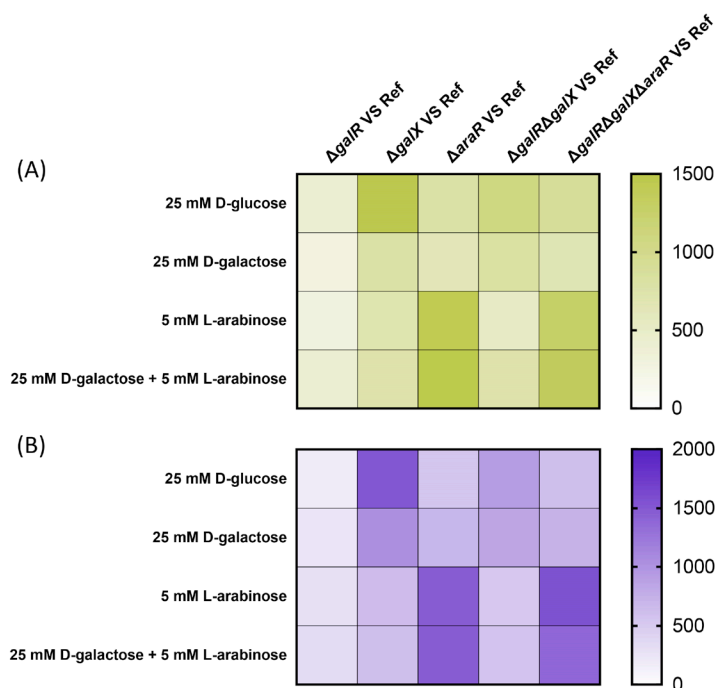 ΔgalR VS Ref
ΔgalX VS Ref
ΔaraR VS Ref
ΔgalRΔgalX VS Ref
ΔgalRΔgalXΔaraR VS Ref
(A)
25 mM D-glucose
25 mM D-galactose
5 mM L-arabinose
25 mM D-galactose + 5 mM L-arabinose
1500
1000
500
0
(B)
25 mM D-glucose
25 mM D-galactose
5 mM L-arabinose
25 mM D-galactose + 5 mM L-arabinose
2000
1500
1000
500
0